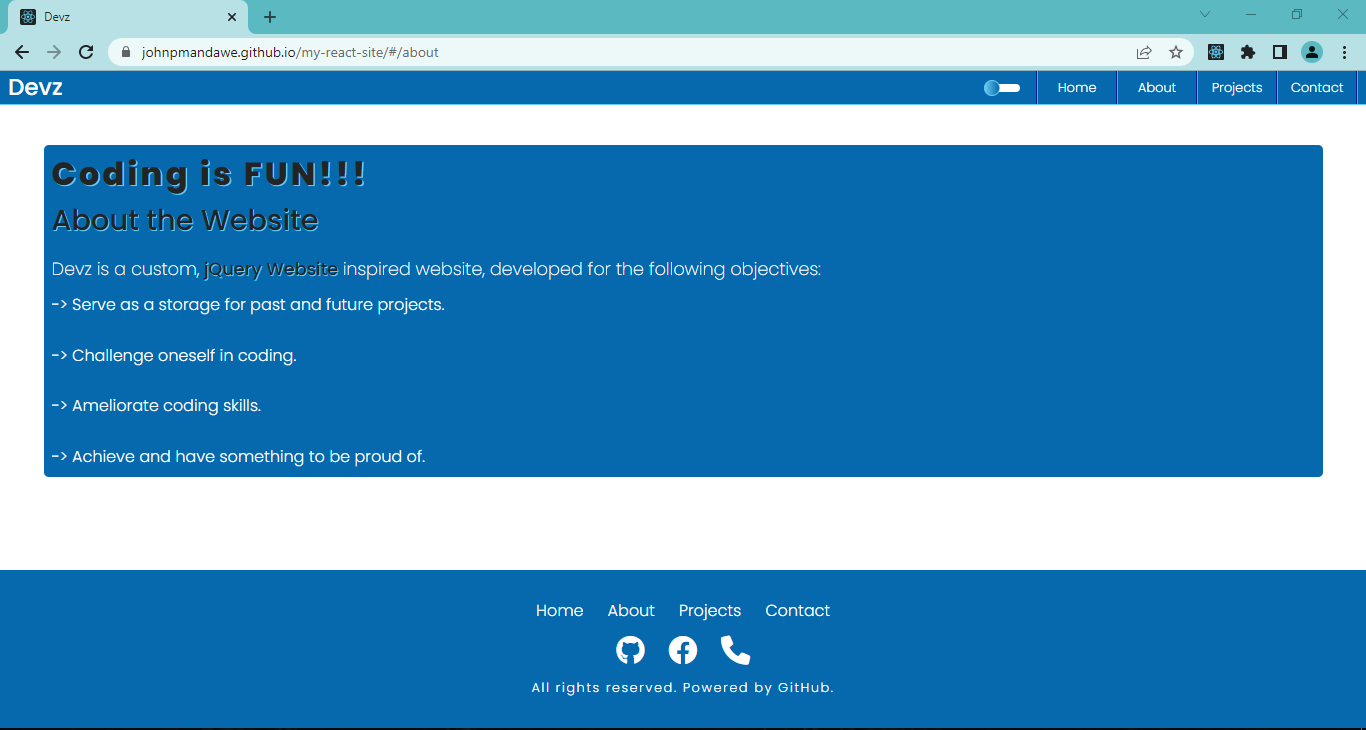 Devz
johnpmandawe.github.io/my-react-site/#/about
Devz Home About Projects Contact
Coding is FUN!!!
About the Website
Devz is a custom, jQuery Website inspired website, developed for the following objectives:
-> Serve as a storage for past and future projects.
-> Challenge oneself in coding.
-> Ameliorate coding skills.
-> Achieve and have something to be proud of.
Home About Projects Contact
All rights reserved. Powered by GitHub.